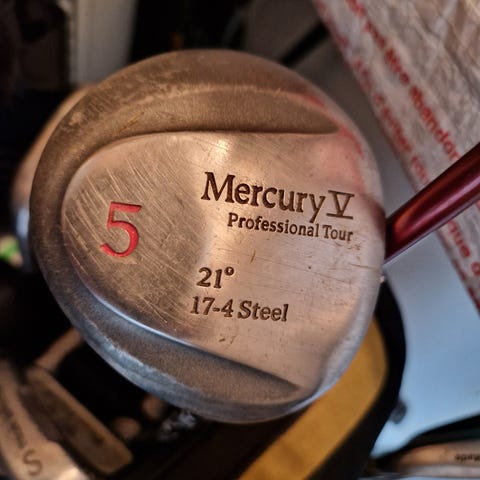 5
Mercury V
Professional Tour
21°
17-4 Steel